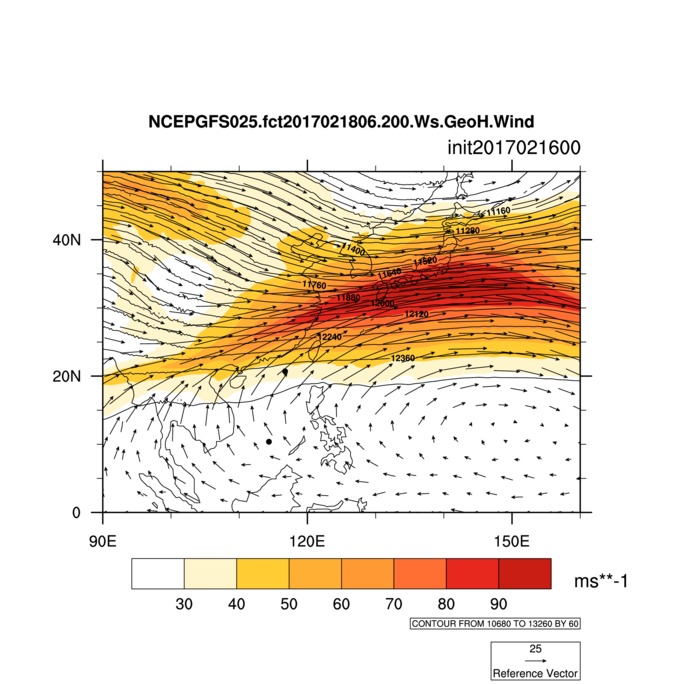 NCEPGFS025.fct2017021806.200.Ws.GeoH.Wind
init2017021600
11160
11280
40N
11400
11520
11640
11760
11880
12000
12120
12240
12360
20N
0
90E 120E 150E
ms**-1
30 40 50 60 70 80 90
CONTOUR FROM 10680 TO 13260 BY 60
25
Reference Vector